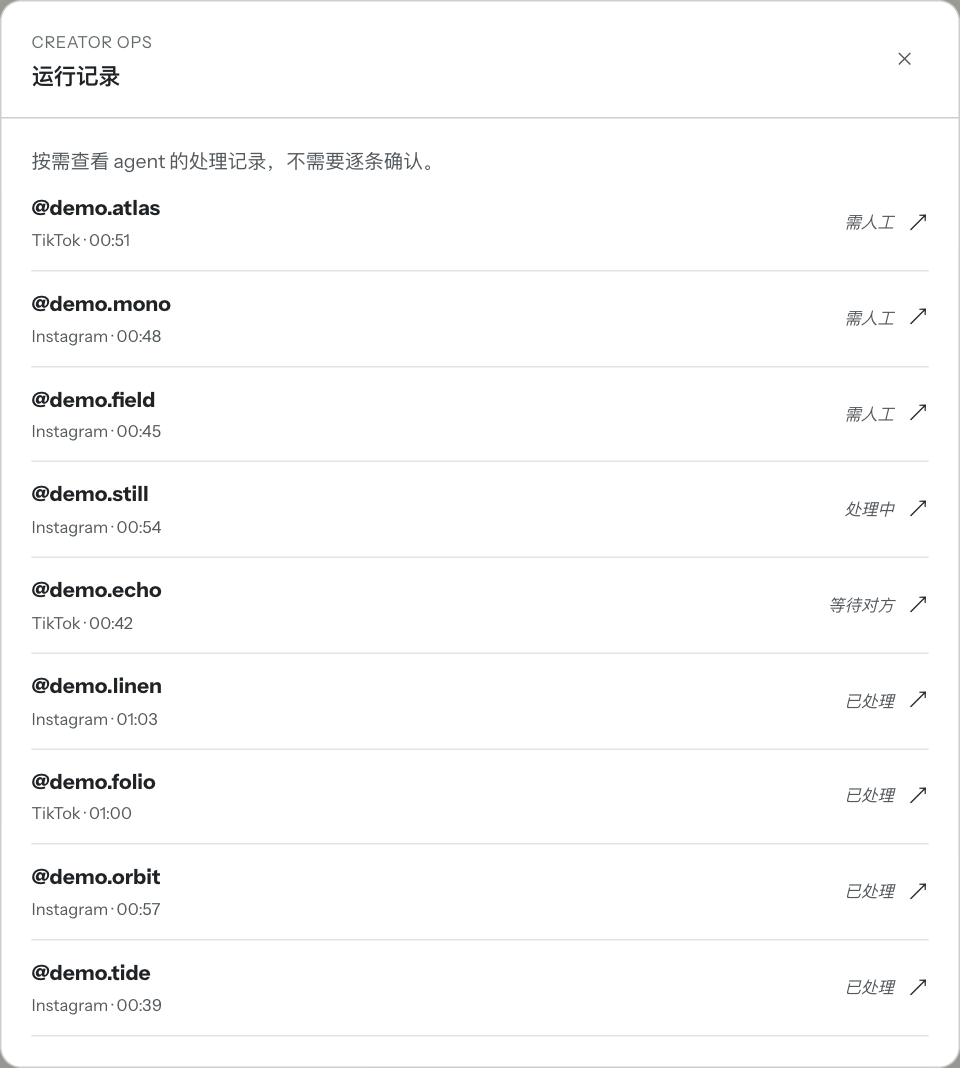 CREATOR OPS
运行记录
按需查看 agent 的处理记录，不需要逐条确认。
@demo.atlas
TikTok · 00:51
需人工
@demo.mono
Instagram · 00:48
需人工
@demo.field
Instagram · 00:45
需人工
@demo.still
Instagram · 00:54
处理中
@demo.echo
TikTok · 00:42
等待对方
@demo.linen
Instagram · 01:03
已处理
@demo.folio
TikTok · 01:00
已处理
@demo.orbit
Instagram · 00:57
已处理
@demo.tide
Instagram · 00:39
已处理